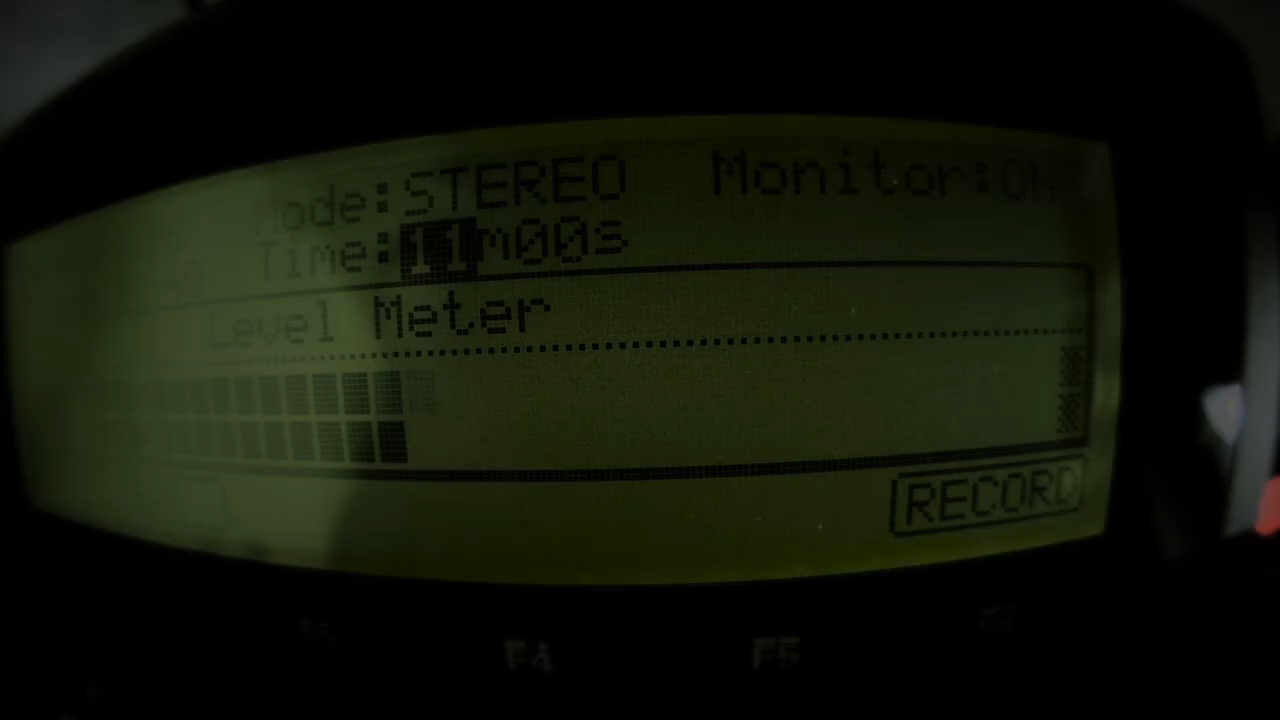 Mode:STEREO Monitor:ON
Time:11m00s
Level Meter
RECORD
F4 F5